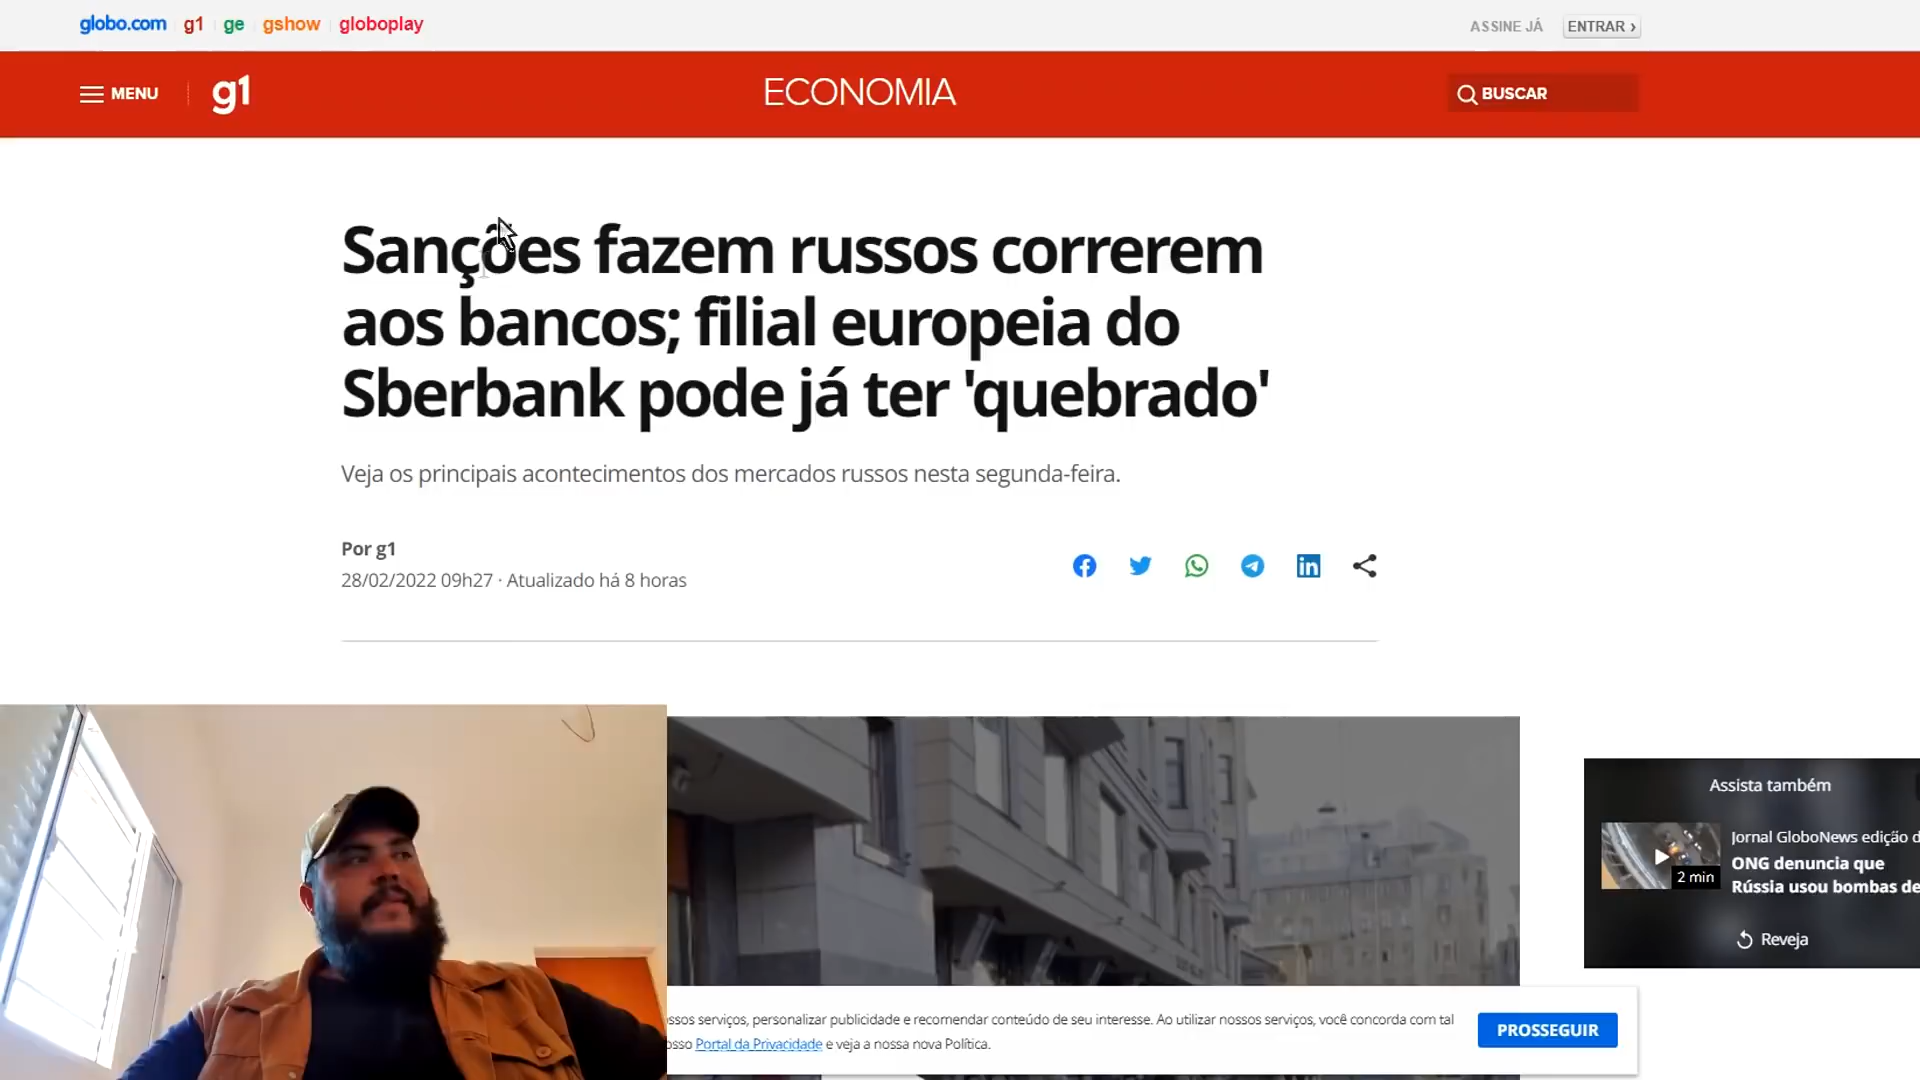 globo.com g1 ge gshow globoplay
ASSINE JÁ ENTRAR ›
MENU g1 ECONOMIA BUSCAR
Sanções fazem russos correrem
aos bancos; filial europeia do
Sberbank pode já ter 'quebrado'
Veja os principais acontecimentos dos mercados russos nesta segunda-feira.
Por g1
28/02/2022 09h27 · Atualizado há 8 horas
Assista também
Jornal GloboNews edição d
ONG denuncia que
Rússia usou bombas de
2 min
Reveja
ssos serviços, personalizar publicidade e recomendar conteúdo de seu interesse. Ao utilizar nossos serviços, você concorda com tal
osso Portal da Privacidade e veja a nossa nova Política.
PROSSEGUIR